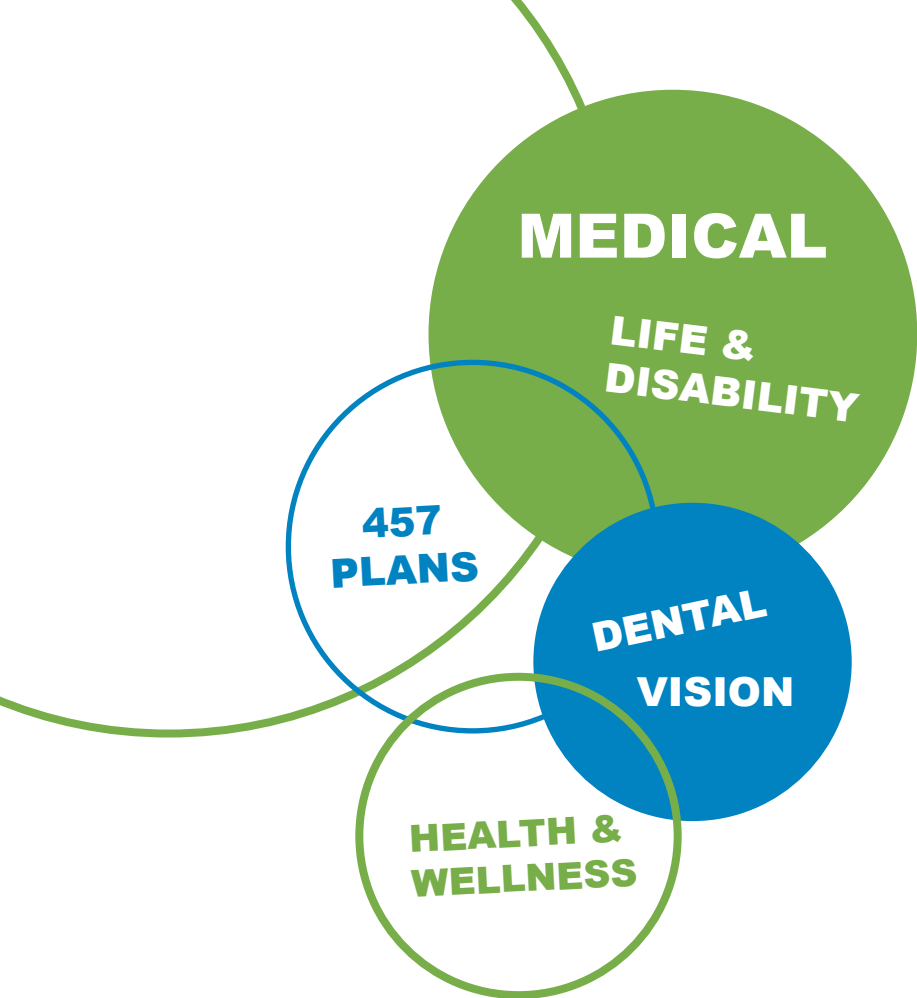 MEDICAL
LIFE &
DISABILITY
457
PLANS
DENTAL
VISION
HEALTH &
WELLNESS